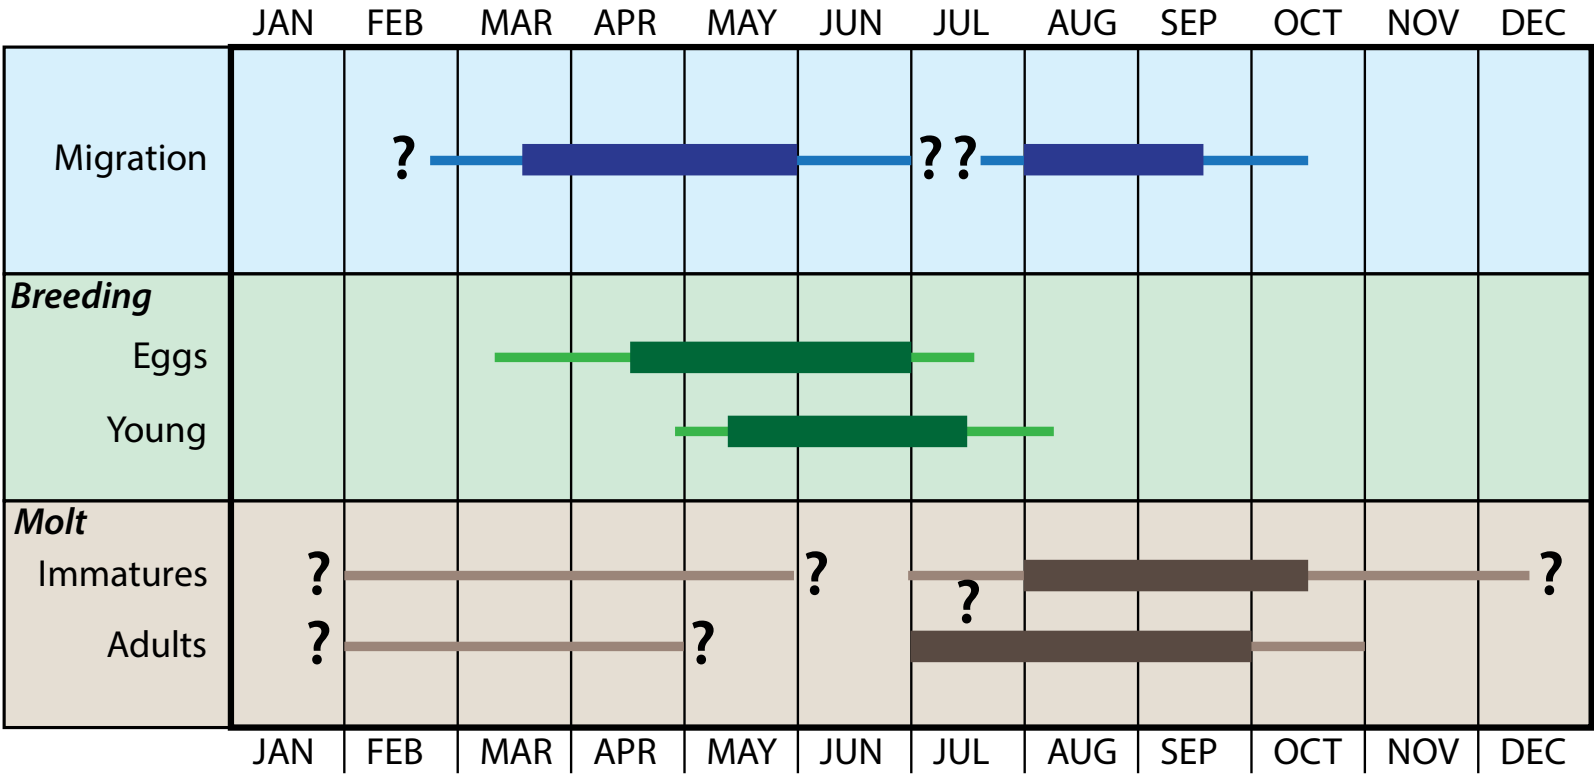 JAN FEB MAR APR MAY JUN JUL AUG SEP OCT NOV DEC
Migration ? ? ?
Breeding
Eggs
Young
Molt
Immatures ? ? ?
?
Adults ? ?
JAN FEB MAR APR MAY JUN JUL AUG SEP OCT NOV DEC